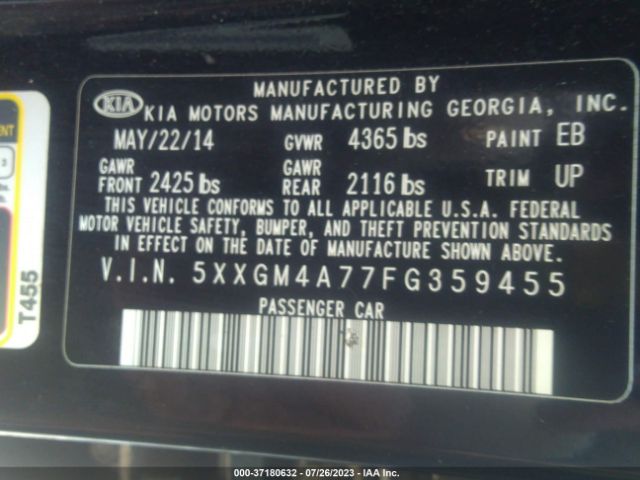 MANUFACTURED BY
KIA KIA MOTORS MANUFACTURING GEORGIA, INC.
MAY/22/14 GVWR 4365 lbs PAINT EB
GAWR FRONT 2425 lbs GAWR REAR 2116 lbs TRIM UP
THIS VEHICLE CONFORMS TO ALL APPLICABLE U.S.A. FEDERAL
MOTOR VEHICLE SAFETY, BUMPER, AND THEFT PREVENTION STANDARDS
IN EFFECT ON THE DATE OF MANUFACTURE SHOWN ABOVE.
V.I.N. 5XXGM4A77FG359455
PASSENGER CAR
T455
000-37180632 - 07/26/2023 - IAA Inc.